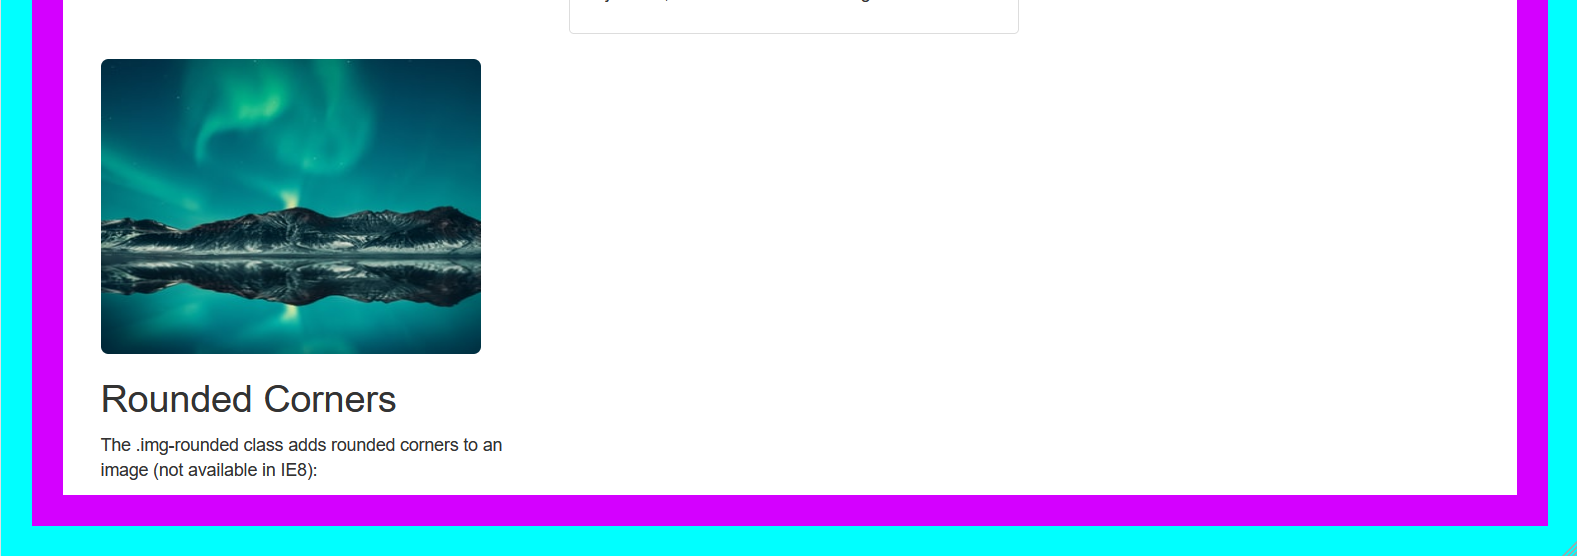 Rounded Corners
The .img-rounded class adds rounded corners to an
image (not available in IE8):